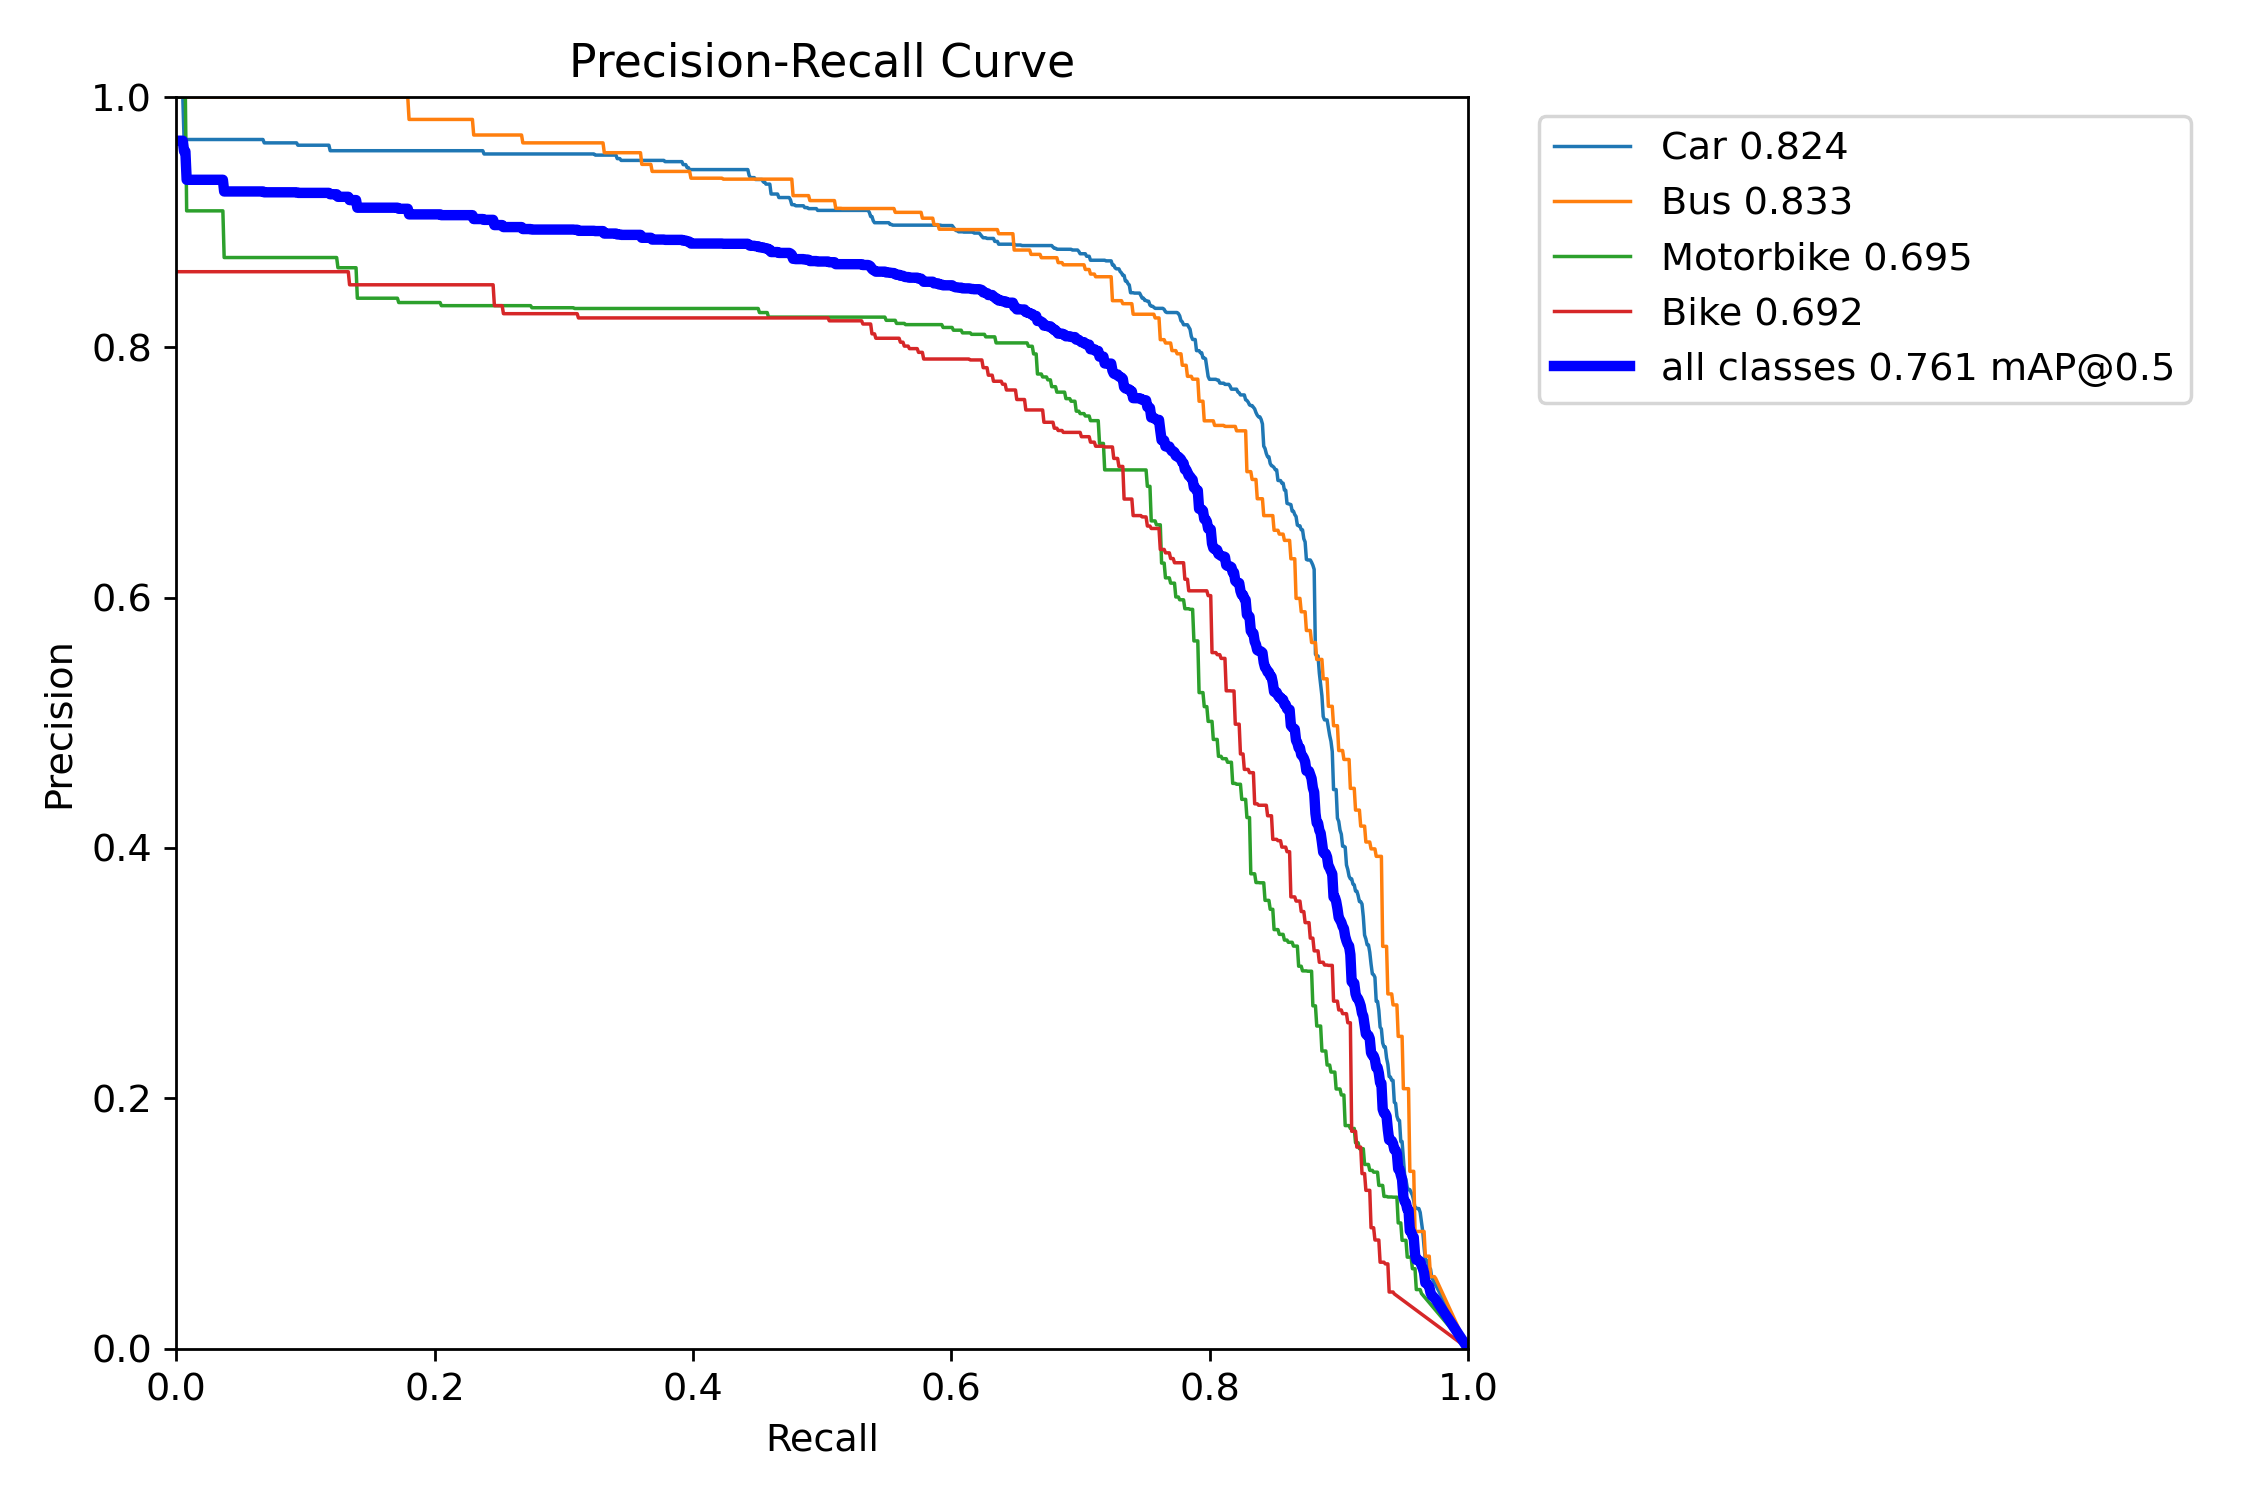 Precision-Recall Curve
1.0
0.8
0.6
0.4
0.2
0.0
Precision
0.0 0.2 0.4 0.6 0.8 1.0
Recall
Car 0.824
Bus 0.833
Motorbike 0.695
Bike 0.692
all classes 0.761 mAP@0.5